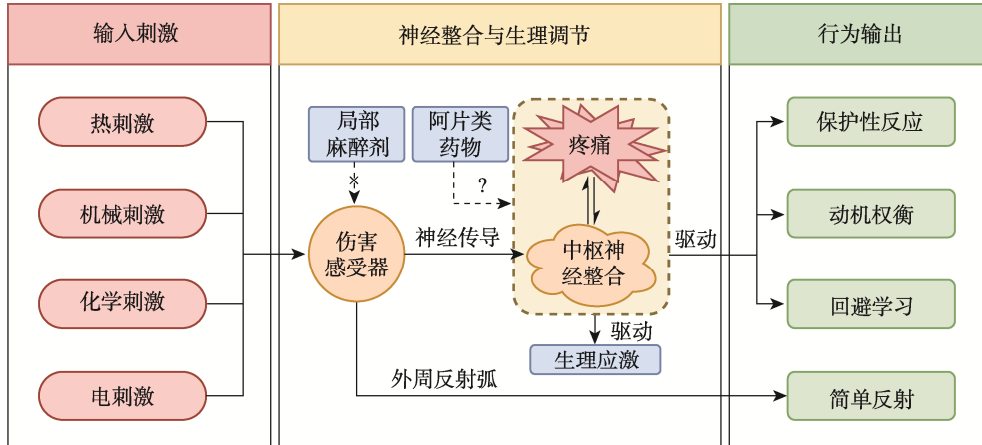 输入刺激
神经整合与生理调节
行为输出
热刺激
机械刺激
化学刺激
电刺激
局部
麻醉剂
阿片类
药物
?
疼痛
伤害
感受器
神经传导
中枢神
经整合
驱动
驱动
生理应激
外周反射弧
保护性反应
动机权衡
回避学习
简单反射